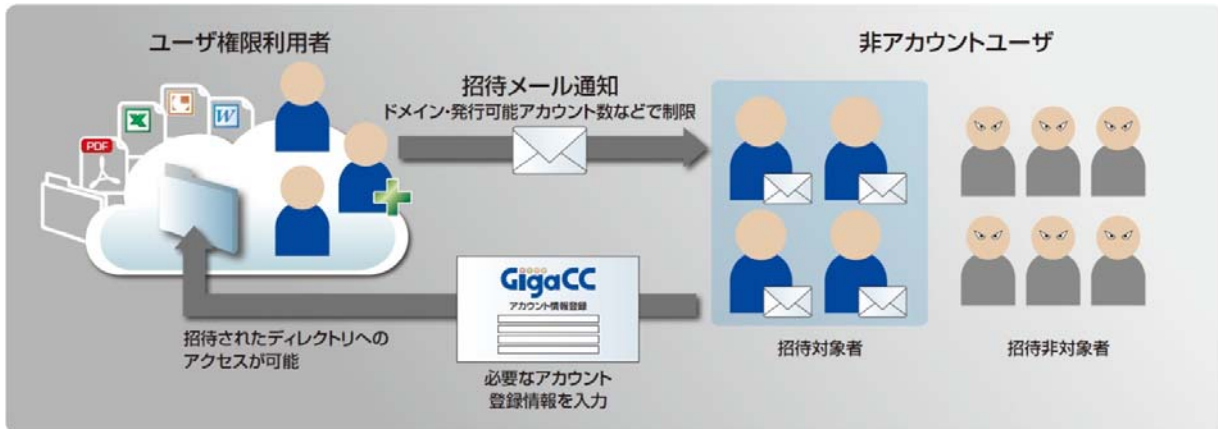 ユーザ権限利用者
非アカウントユーザ
招待メール通知
ドメイン・発行可能アカウント数などで制限
PDF
X
P
W
GigaCC
アカウント情報登録
招待されたディレクトリへの
アクセスが可能
必要なアカウント
登録情報を入力
招待対象者
招待非対象者